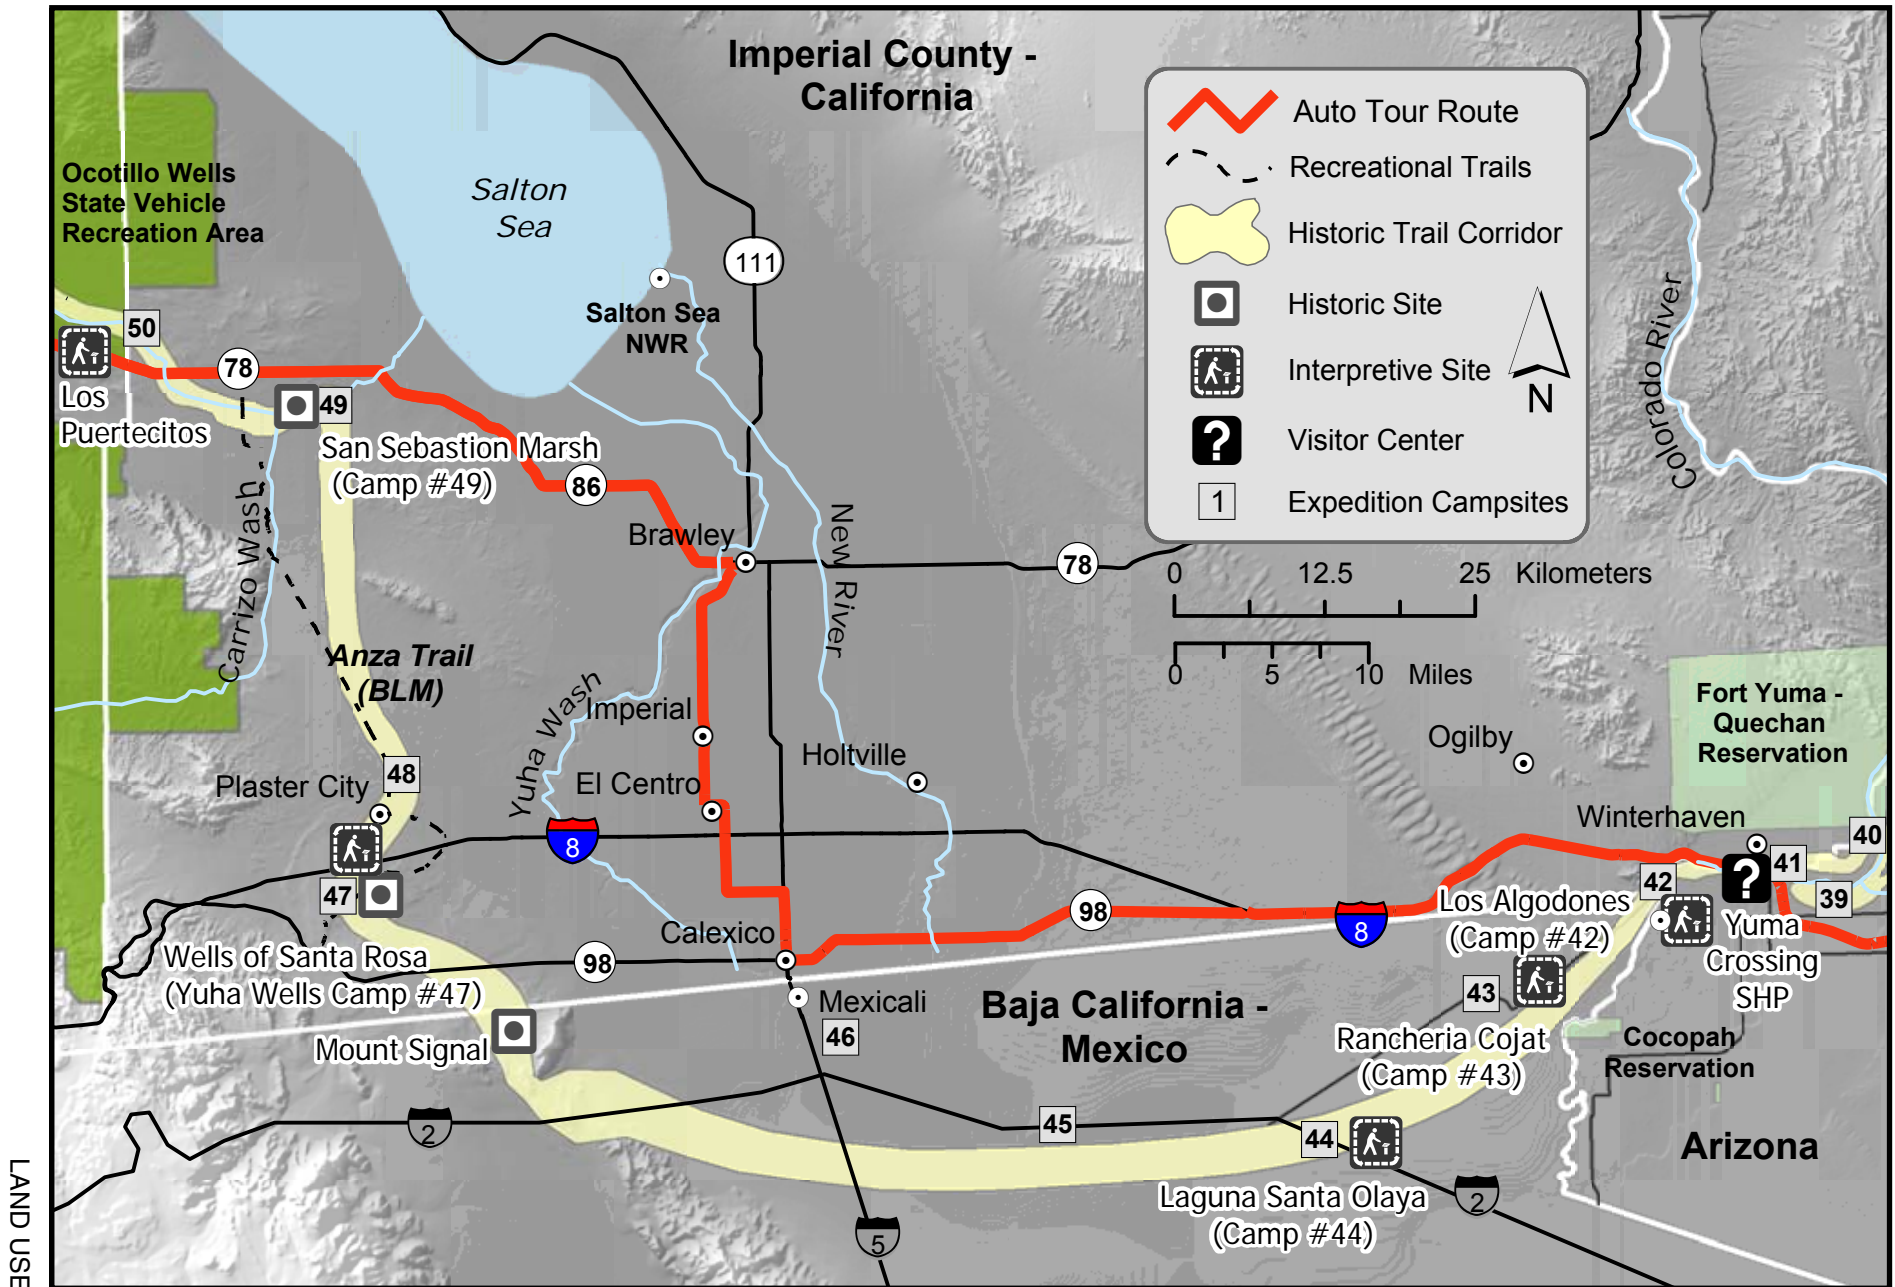 Imperial County -
California
Auto Tour Route
Recreational Trails
Historic Trail Corridor
Historic Site
Interpretive Site
N
Visitor Center
1
Expedition Campsites
0 12.5 25 Kilometers
0 5 10 Miles
Ocotillo Wells
State Vehicle
Recreation Area
Salton
Sea
111
Salton Sea
NWR
50
78
Los
Puertecitos
49
San Sebastion Marsh
(Camp #49)
86
Brawley
78
Colorado River
New River
Carrizo Wash
Anza Trail
(BLM)
Yuha Wash
Imperial
Holtville
Ogilby
Fort Yuma -
Quechan
Reservation
48
Plaster City
El Centro
8
Winterhaven
40
41
42
39
47
Calexico
98
8
Los Algodones
(Camp #42)
Yuma
Crossing
SHP
Wells of Santa Rosa
(Yuha Wells Camp #47)
98
Mexicali
46
Baja California -
Mexico
43
Rancheria Cojat
(Camp #43)
Cocopah
Reservation
Mount Signal
2
45
44
Arizona
Laguna Santa Olaya
(Camp #44)
2
5
LAND USE